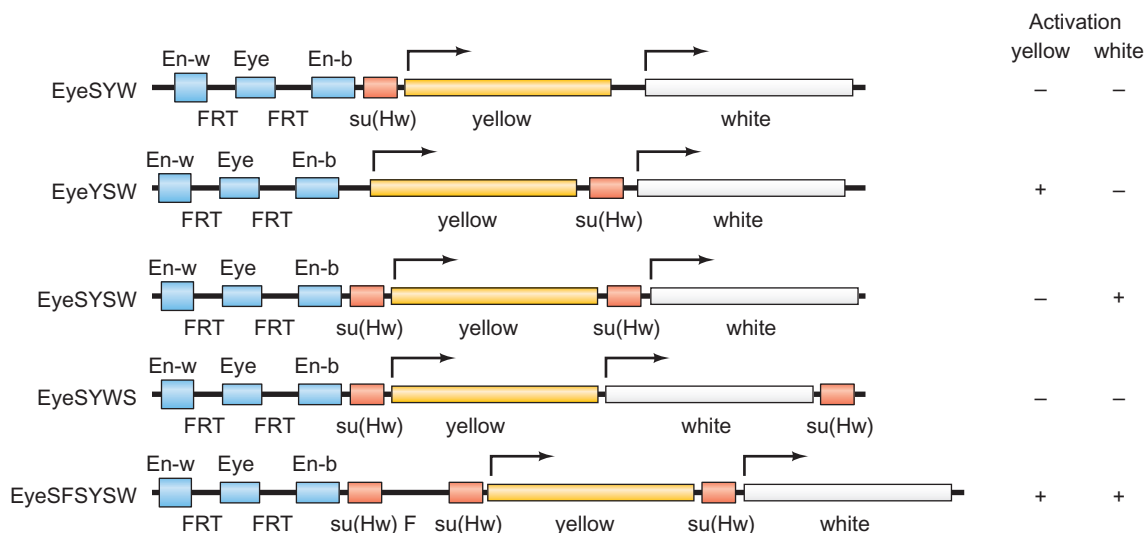 Activation
En-w Eye En-b yellow white
EyeSYW – –
FRT FRT su(Hw) yellow white
En-w Eye En-b
EyeYSW + –
FRT FRT yellow su(Hw) white
En-w Eye En-b
EyeSYSW – +
FRT FRT su(Hw) yellow su(Hw) white
En-w Eye En-b
EyeSYWS – –
FRT FRT su(Hw) yellow white su(Hw)
En-w Eye En-b
EyeSFSYSW + +
FRT FRT su(Hw) F su(Hw) yellow su(Hw) white